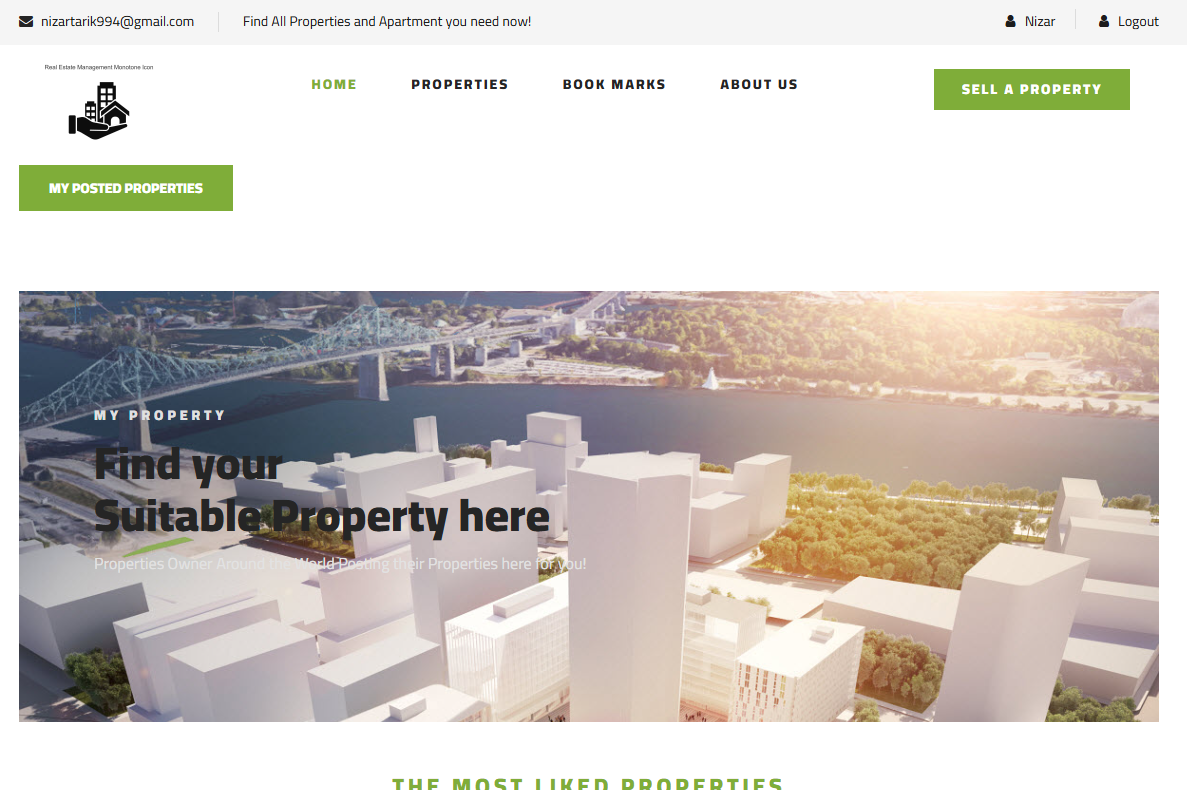 nizartarik994@gmail.com
Find All Properties and Apartment you need now!
Nizar
Logout
Real Estate Management Monotone Icon
HOME
PROPERTIES
BOOK MARKS
ABOUT US
SELL A PROPERTY
MY POSTED PROPERTIES
MY PROPERTY
Find your
Suitable Property here
Properties Owner Around the World Posting their Properties here for you!
THE MOST LIKED PROPERTIES